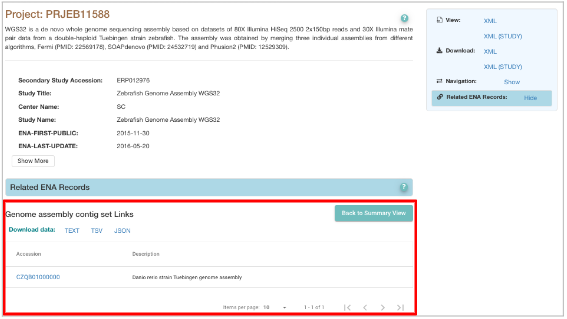 Project: PRJEB11588
WGS32 is a de novo whole genome sequencing assembly based on datasets of 80X Illumina HiSeq 2500 2x150bp reads and 30X Illumina mate
pair data from a double-haploid Tuebingen strain zebrafish. The assembly was obtained by merging three individual assemblies from different
algorithms, Fermi (PMID: 22569178), SOAPdenovo (PMID: 24532719) and Phusion2 (PMID: 12529309).
Secondary Study Accession: ERP012976
Study Title: Zebrafish Genome Assembly WGS32
Center Name: SC
Study Name: Zebrafish Genome Assembly WGS32
ENA-FIRST-PUBLIC: 2015-11-30
ENA-LAST-UPDATE: 2016-05-20
Show More
View: XML
XML (STUDY)
Download: XML
XML (STUDY)
Navigation: Show
Related ENA Records: Hide
Related ENA Records
Genome assembly contig set Links
Back to Summary View
Download data: TEXT TSV JSON
Accession Description
CZQB01000000 Danio rerio strain Tuebingen genome assembly
Items per page 10 1 - 1 of 1